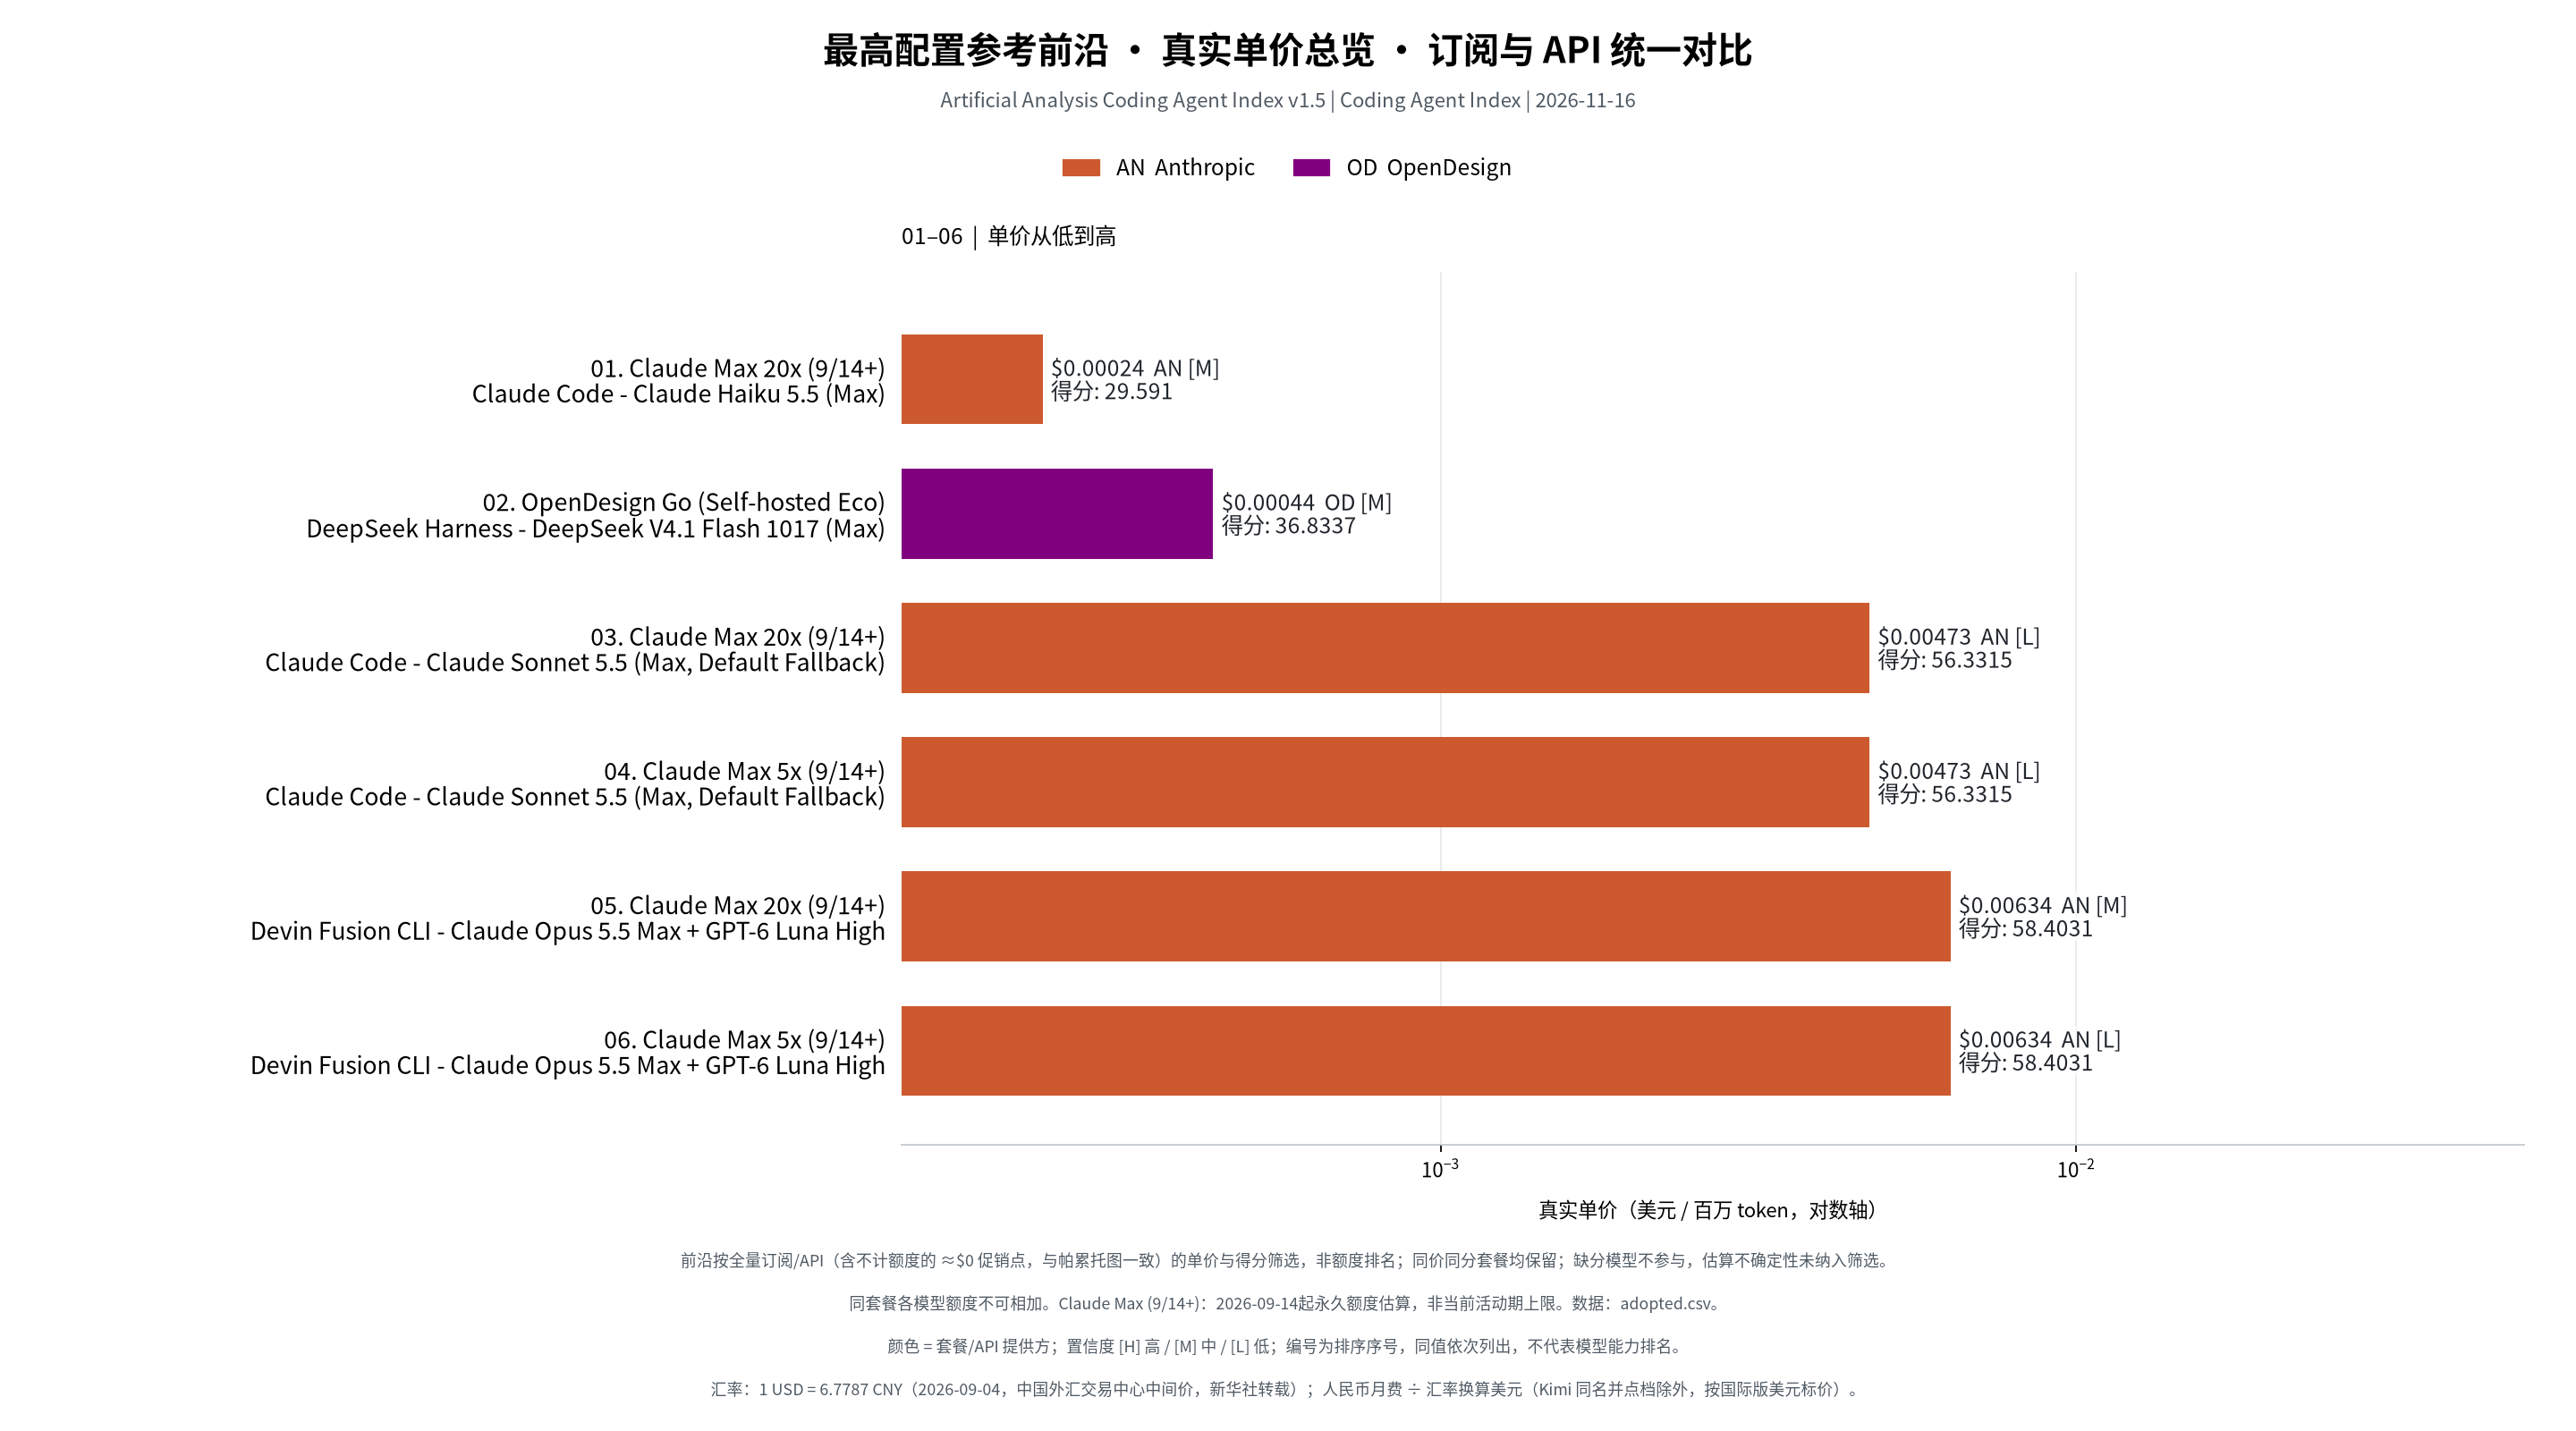 最高配置参考前沿 · 真实单价总览 · 订阅与 API 统一对比
Artificial Analysis Coding Agent Index v1.5 | Coding Agent Index | 2026-11-16
AN Anthropic
OD OpenDesign
01–06 | 单价从低到高
01. Claude Max 20x (9/14+)
Claude Code - Claude Haiku 5.5 (Max)
$0.00024 AN [M]
得分: 29.591
02. OpenDesign Go (Self-hosted Eco)
DeepSeek Harness - DeepSeek V4.1 Flash 1017 (Max)
$0.00044 OD [M]
得分: 36.8337
03. Claude Max 20x (9/14+)
Claude Code - Claude Sonnet 5.5 (Max, Default Fallback)
$0.00473 AN [L]
得分: 56.3315
04. Claude Max 5x (9/14+)
Claude Code - Claude Sonnet 5.5 (Max, Default Fallback)
$0.00473 AN [L]
得分: 56.3315
05. Claude Max 20x (9/14+)
Devin Fusion CLI - Claude Opus 5.5 Max + GPT-6 Luna High
$0.00634 AN [M]
得分: 58.4031
06. Claude Max 5x (9/14+)
Devin Fusion CLI - Claude Opus 5.5 Max + GPT-6 Luna High
$0.00634 AN [L]
得分: 58.4031
10⁻³
10⁻²
真实单价（美元 / 百万 token，对数轴）
前沿按全量订阅/API（含不计额度的 ≈$0 促销点，与帕累托图一致）的单价与得分筛选，非额度排名；同价同分套餐均保留；缺分模型不参与，估算不确定性未纳入筛选。
同套餐各模型额度不可相加。Claude Max (9/14+)：2026-09-14起永久额度估算，非当前活动期上限。数据：adopted.csv。
颜色 = 套餐/API 提供方；置信度 [H] 高 / [M] 中 / [L] 低；编号为排序序号，同值依次列出，不代表模型能力排名。
汇率：1 USD = 6.7787 CNY（2026-09-04，中国外汇交易中心中间价，新华社转载）；人民币月费 ÷ 汇率换算美元（Kimi 同名并点档除外，按国际版美元标价）。